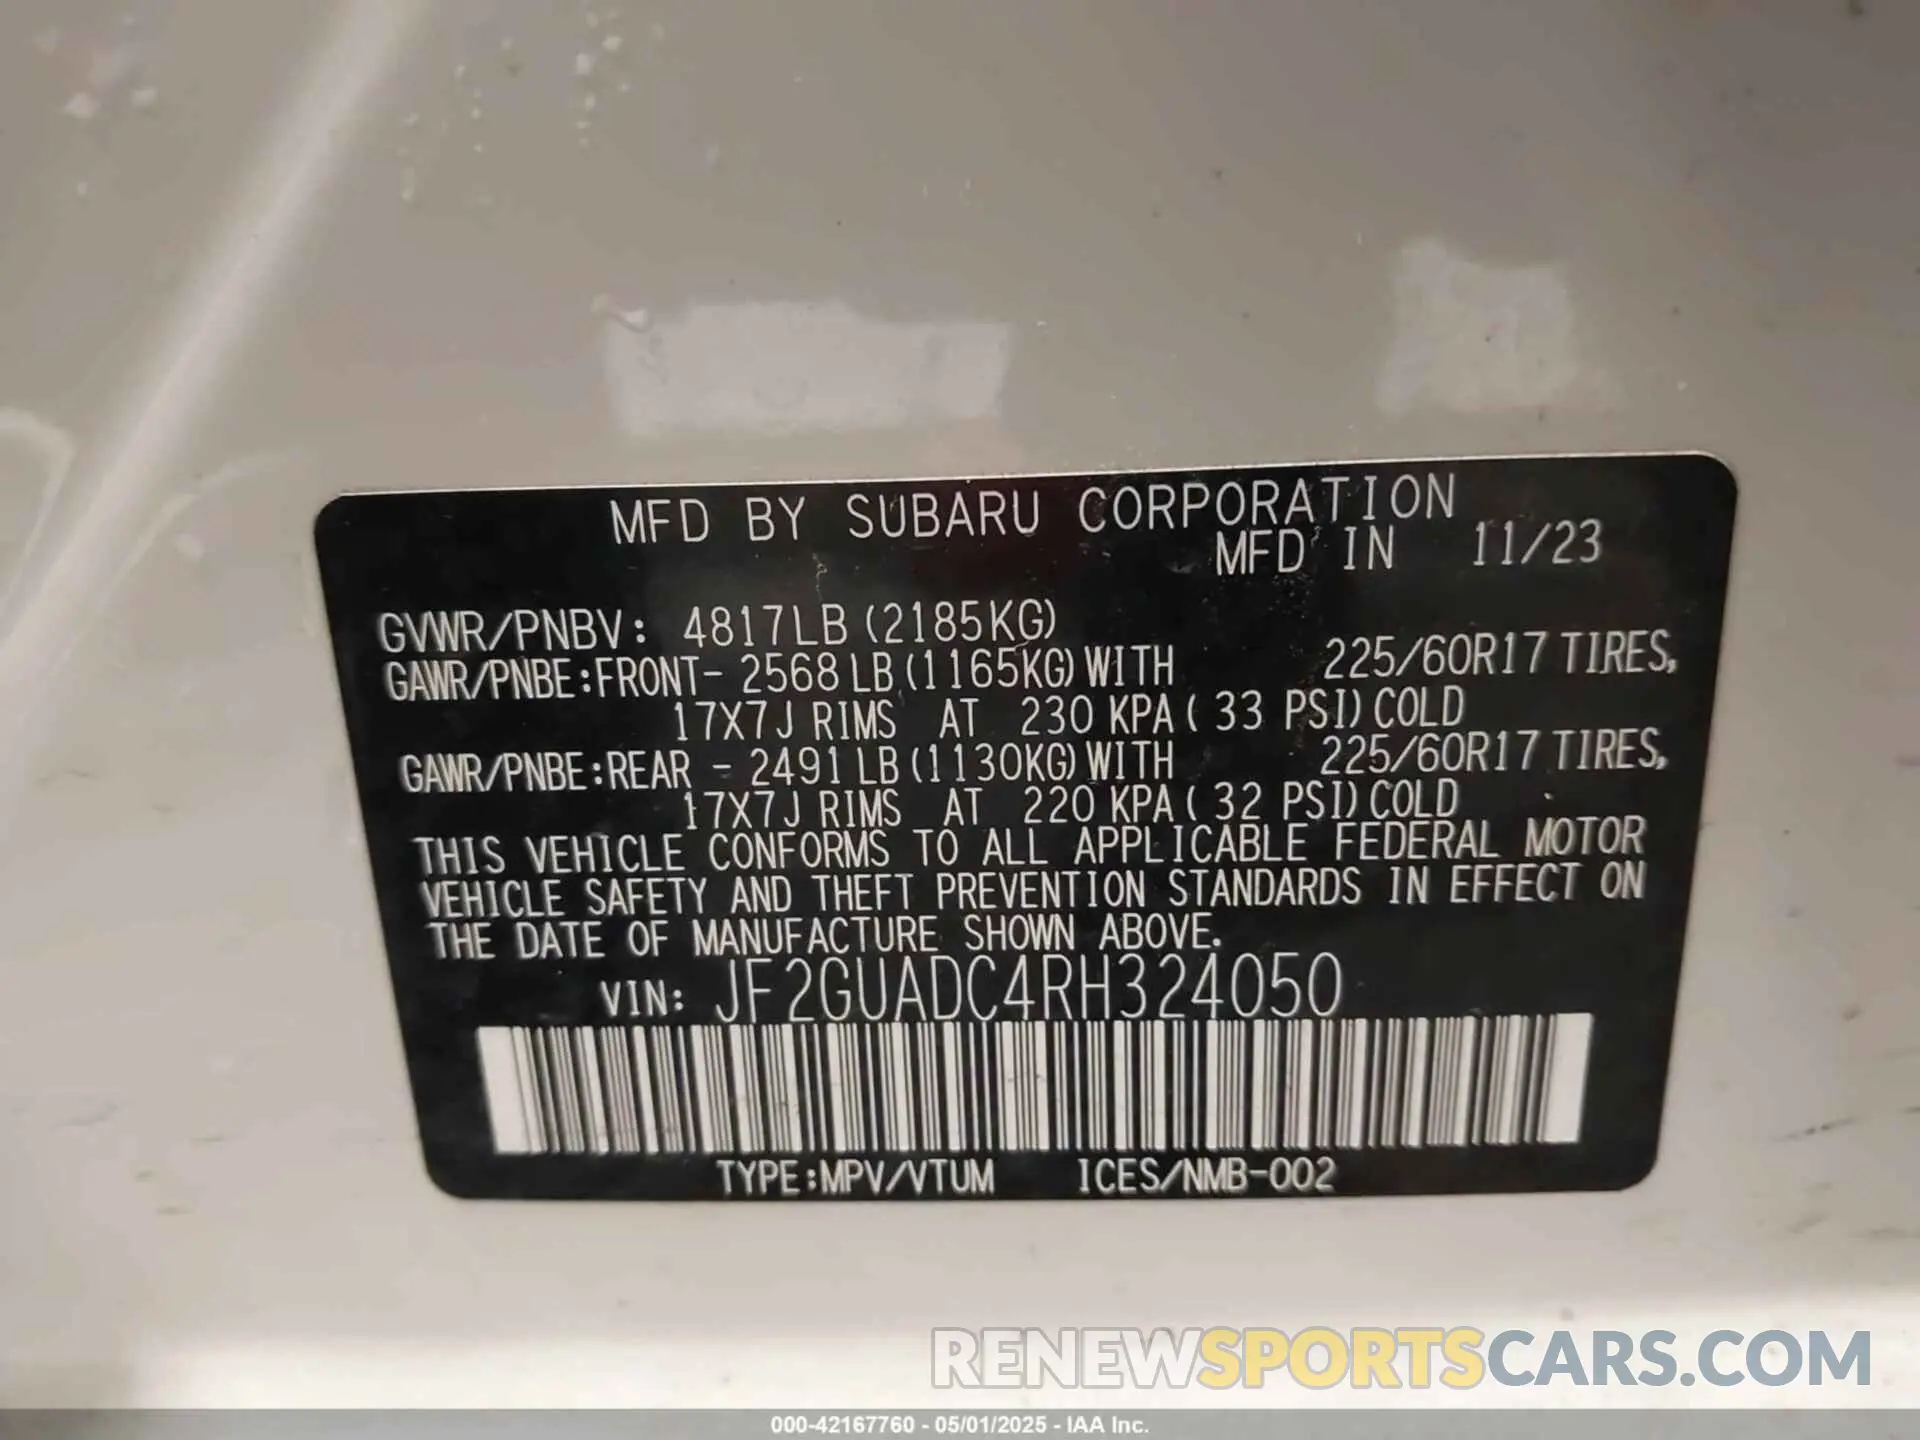 MFD BY SUBARU CORPORATION
MFD IN 11/23
GVWR/PNBV: 4817LB (2185KG)
GAWR/PNBE:FRONT- 2568LB (1165KG) WITH 225/60R17 TIRES,
17X7J RIMS AT 230 KPA ( 33 PSI) COLD
GAWR/PNBE:REAR - 2491LB (1130KG) WITH 225/60R17 TIRES,
17X7J RIMS AT 220 KPA ( 32 PSI) COLD
THIS VEHICLE CONFORMS TO ALL APPLICABLE FEDERAL MOTOR
VEHICLE SAFETY AND THEFT PREVENTION STANDARDS IN EFFECT ON
THE DATE OF MANUFACTURE SHOWN ABOVE.
VIN: JF2GUADC4RH324050
TYPE:MPV/VTUM ICES/NMB-002
RENEWSPORTSCARS.COM
000-42167760 - 05/01/2025 - IAA Inc.